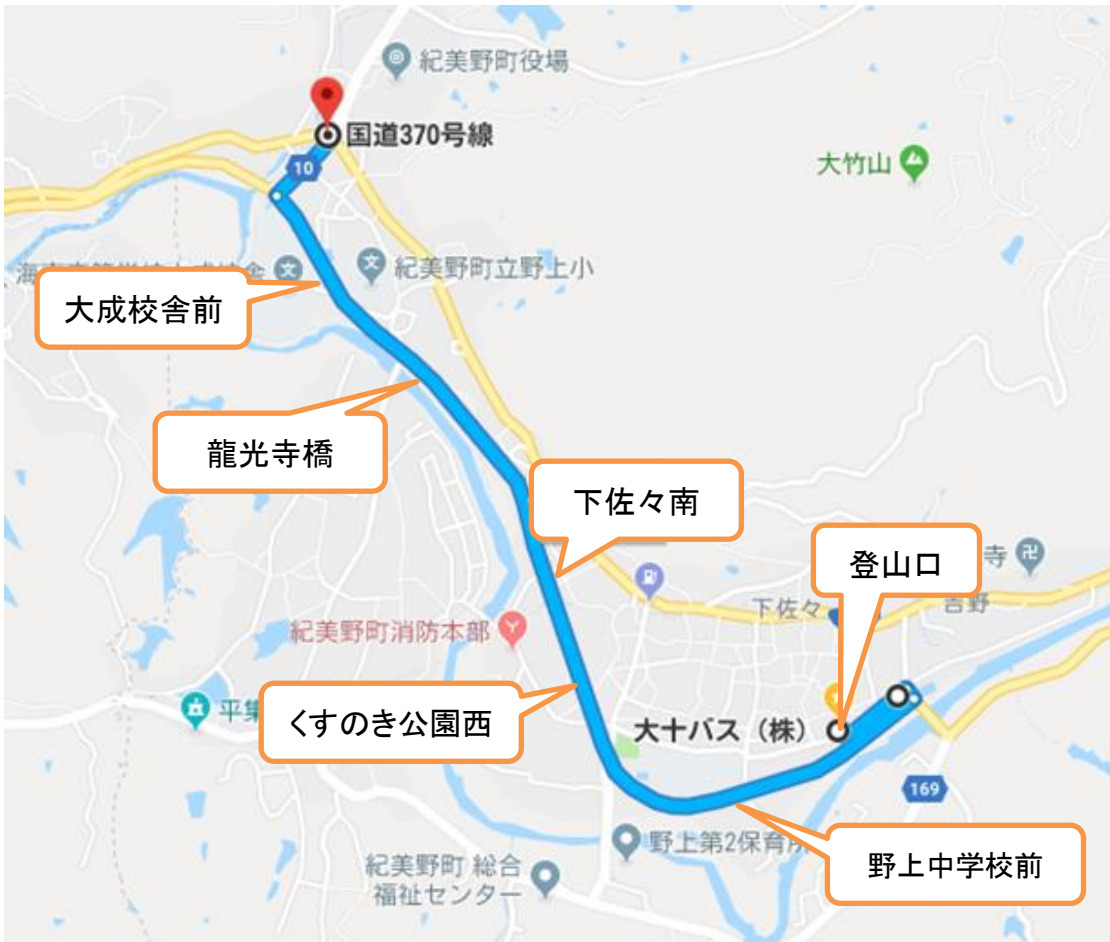 紀美野町役場
国道370号線
10
大竹山
紀美野町立野上小
大成校舎前
龍光寺橋
下佐々南
登山口
寺
下佐々
吉野
紀美野町消防本部
平集
くすのき公園西
大十バス（株）
169
野上第2保育所
野上中学校前
紀美野町 総合
福祉センター